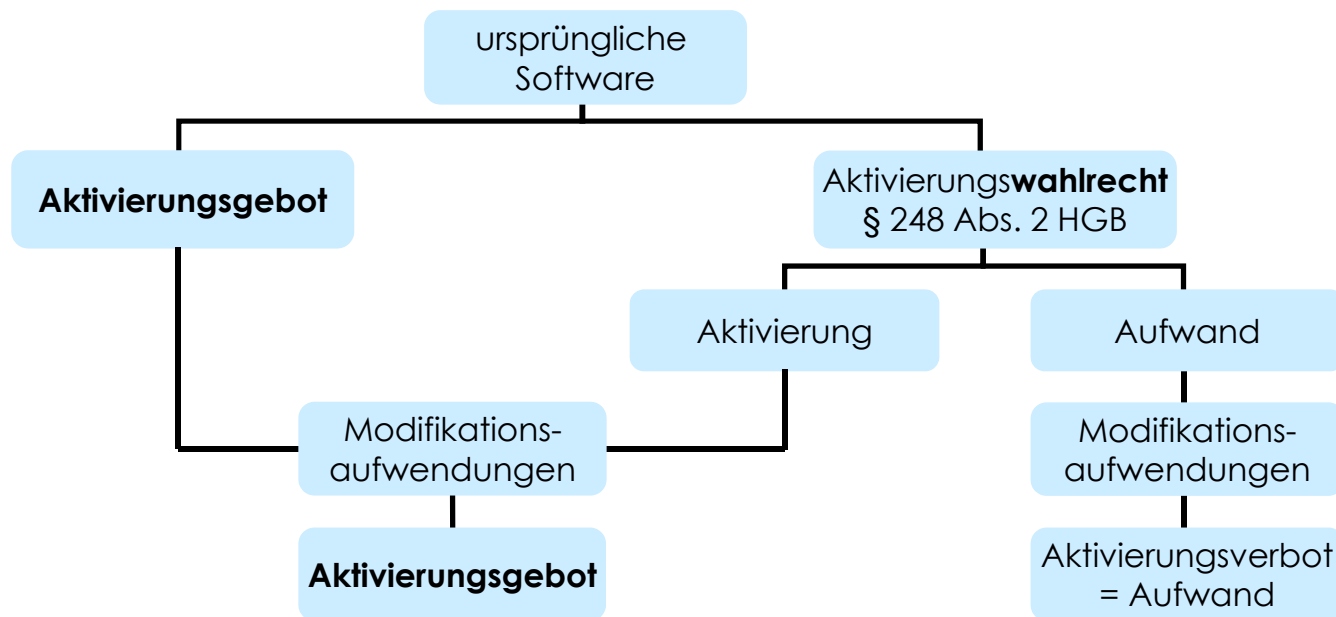 ursprüngliche
Software
Aktivierungsgebot
Aktivierungswahlrecht
§ 248 Abs. 2 HGB
Aktivierung
Aufwand
Modifikations-
aufwendungen
Modifikations-
aufwendungen
Aktivierungsgebot
Aktivierungsverbot
= Aufwand